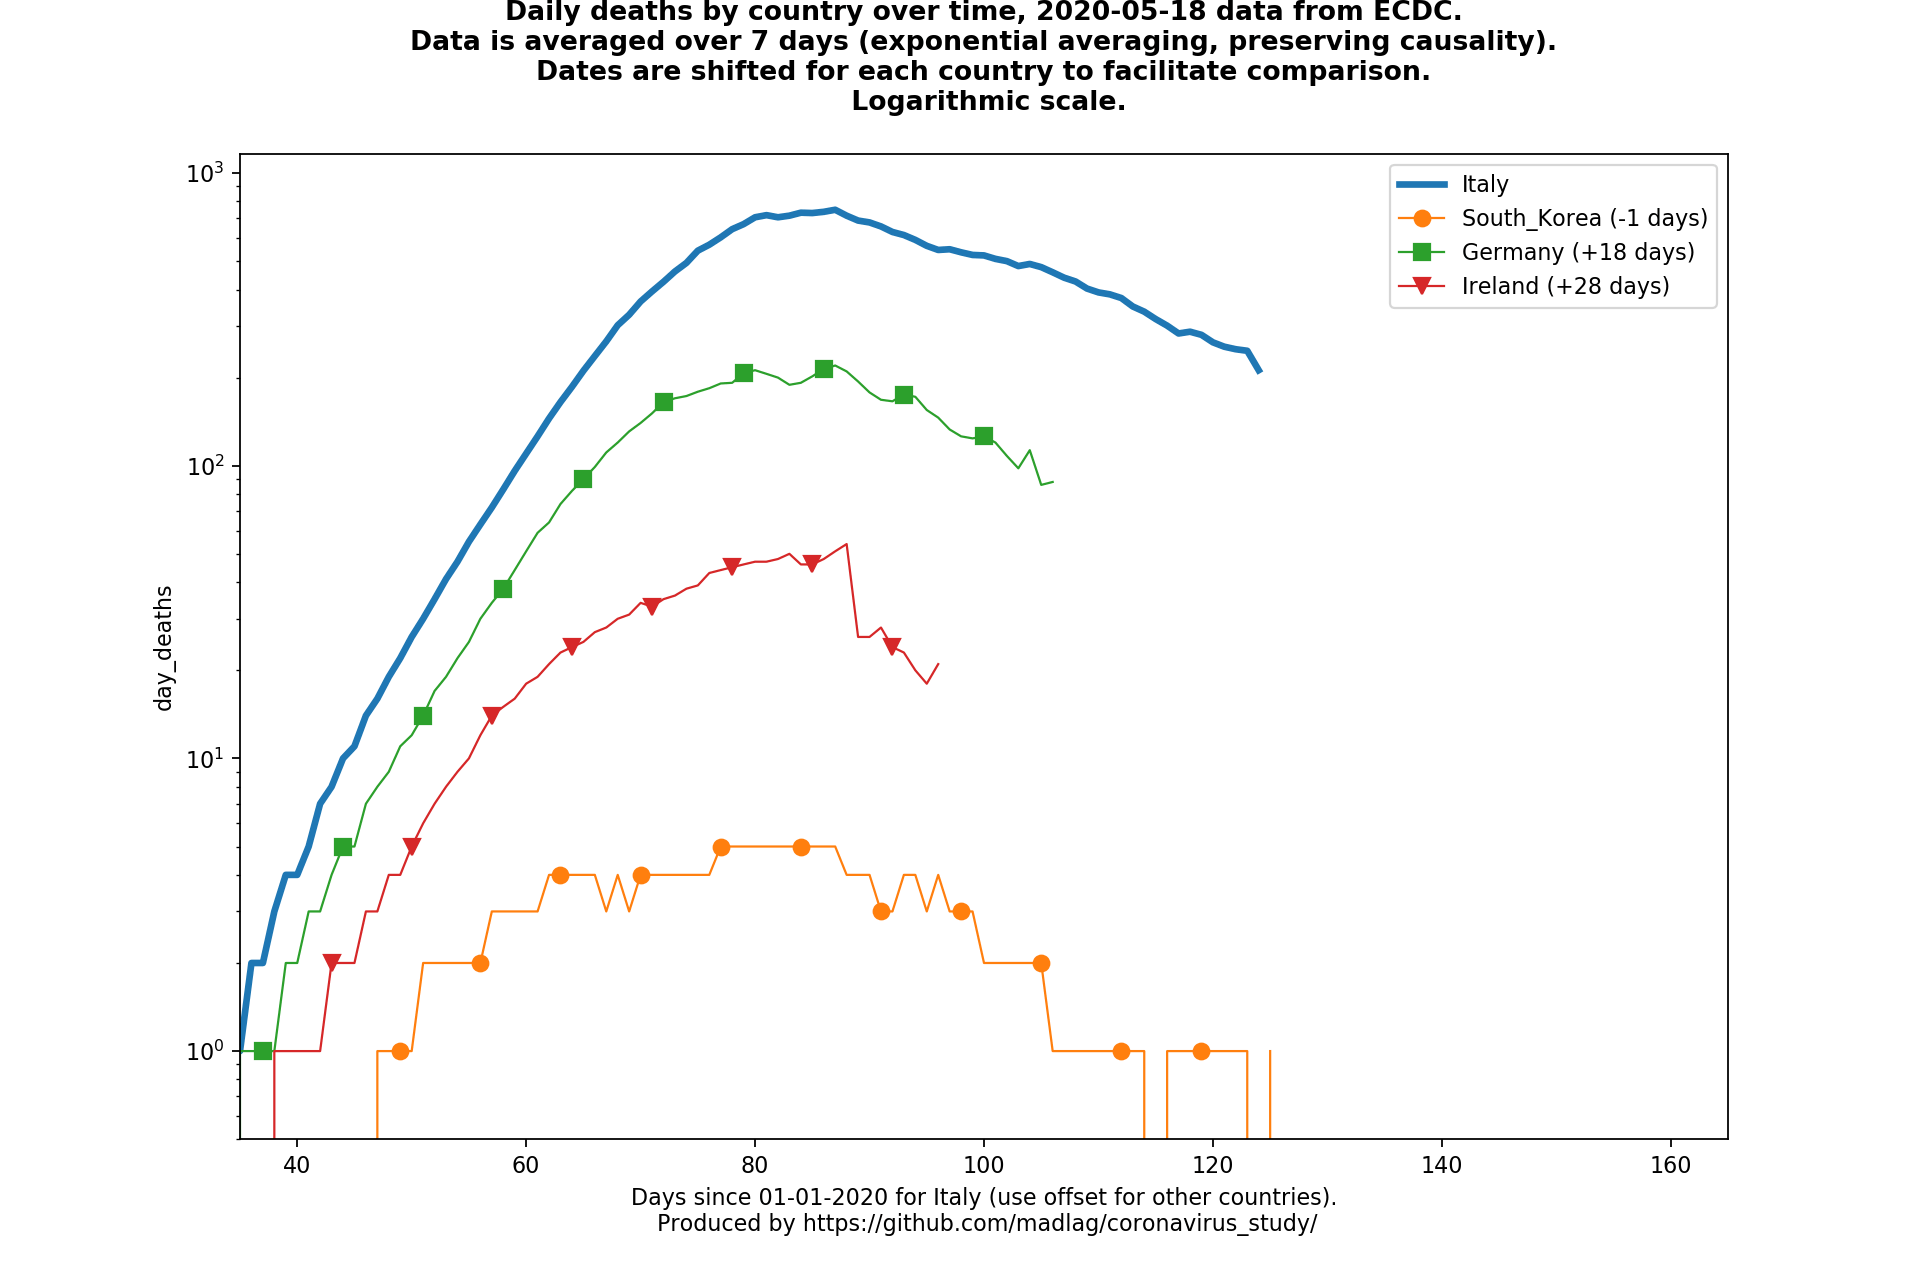 Daily deaths by country over time, 2020-05-18 data from ECDC.
Data is averaged over 7 days (exponential averaging, preserving causality).
Dates are shifted for each country to facilitate comparison.
Logarithmic scale.
Italy
South_Korea (-1 days)
Germany (+18 days)
Ireland (+28 days)
10³
10²
10¹
10⁰
day_deaths
40 60 80 100 120 140 160
Days since 01-01-2020 for Italy (use offset for other countries).
Produced by https://github.com/madlag/coronavirus_study/